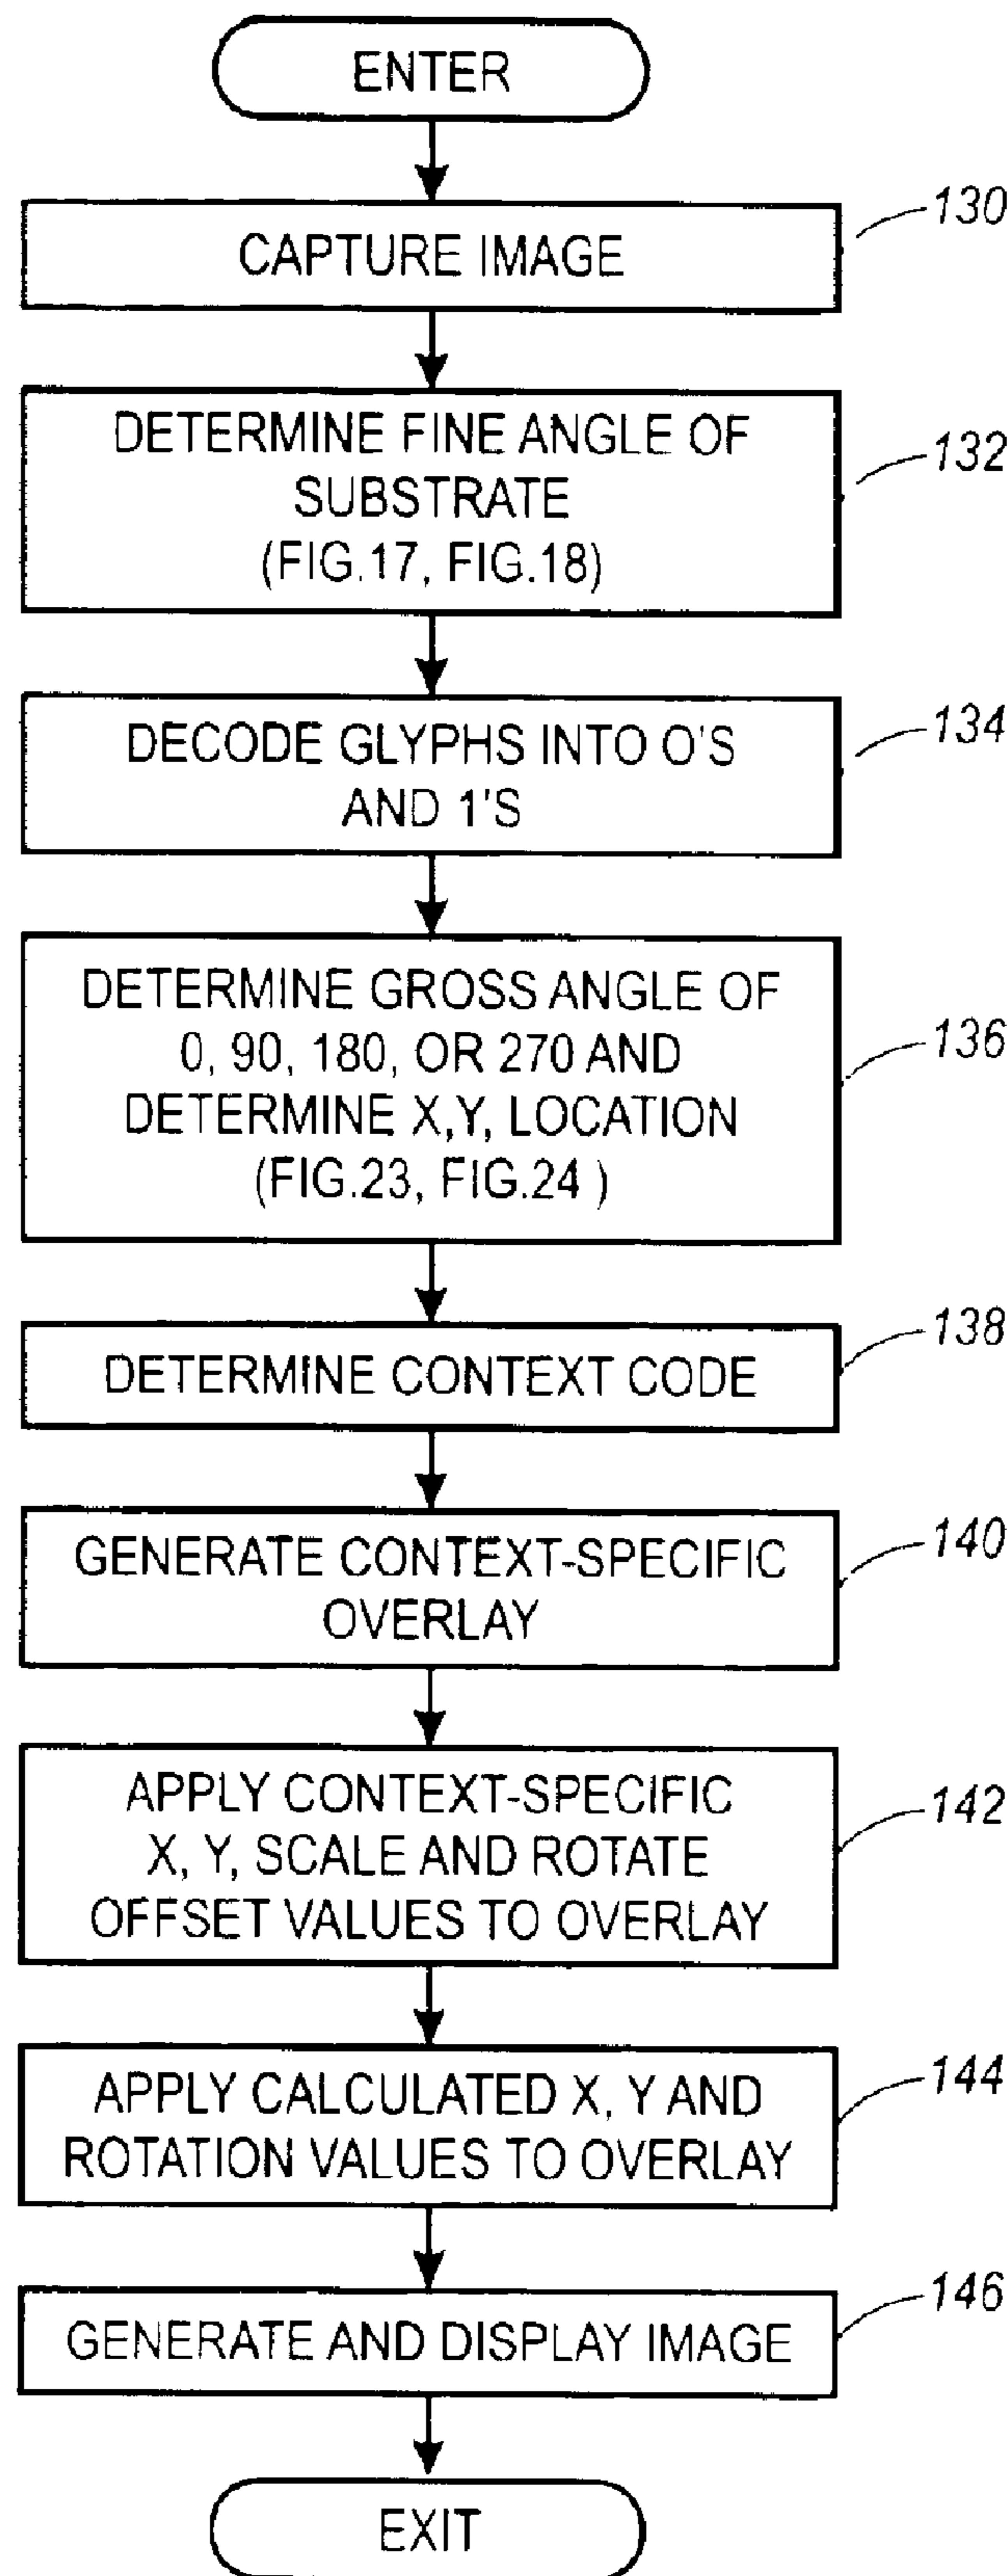 ENTER
130
CAPTURE IMAGE
DETERMINE FINE ANGLE OF
132
SUBSTRATE
(FIG.17, FIG.18)
134
DECODE GLYPHS INTO O'S
AND 1'S
DETERMINE GROSS ANGLE OF
136
0, 90, 180, OR 270 AND
DETERMINE X,Y, LOCATION
(FIG.23, FIG.24 )
138
DETERMINE CONTEXT CODE
140
GENERATE CONTEXT-SPECIFIC
OVERLAY
APPLY CONTEXT-SPECIFIC
142
X, Y, SCALE AND ROTATE
OFFSET VALUES TO OVERLAY
144
APPLY CALCULATED X, Y AND
ROTATION VALUES TO OVERLAY
146
GENERATE AND DISPLAY IMAGE
EXIT